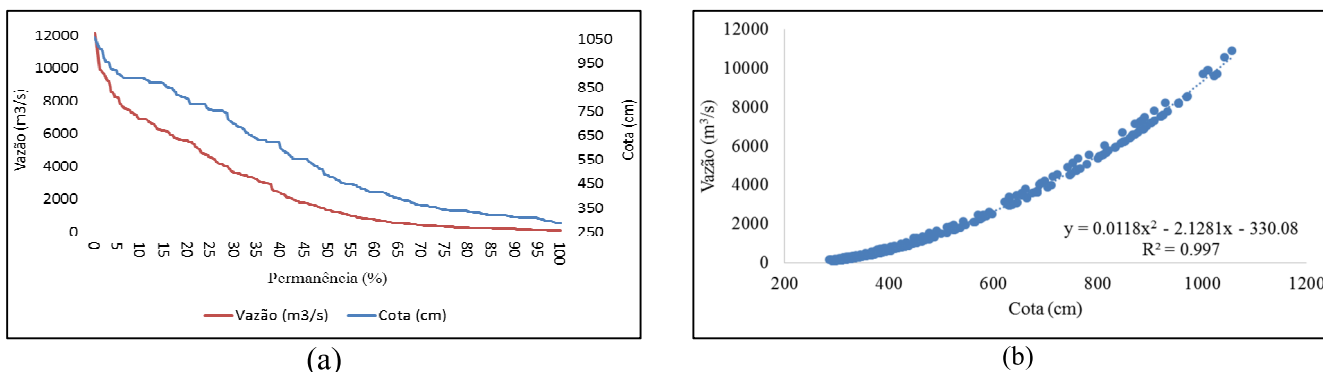 12000
10000
8000
6000
4000
2000
0
Vazão (m3/s)
1050
950
850
750
650
550
450
350
250
Cota (cm)
0 5 10 15 20 25 30 35 40 45 50 55 60 65 70 75 80 85 90 95 100
Permanência (%)
Vazão (m3/s) Cota (cm)
(a)
12000
10000
8000
6000
4000
2000
0
Vazão (m³/s)
y = 0.0118x² - 2.1281x - 330.08
R² = 0.997
200 400 600 800 1000 1200
Cota (cm)
(b)